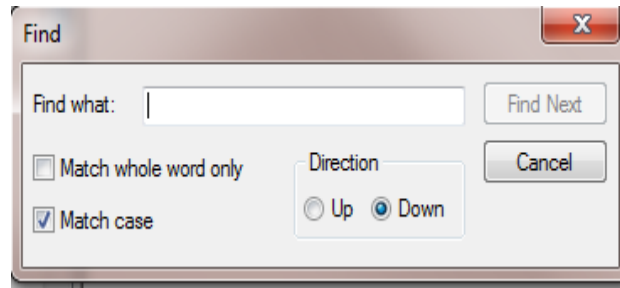 Find
Find what:
Find Next
Match whole word only
Direction
Cancel
Up
Down
Match case